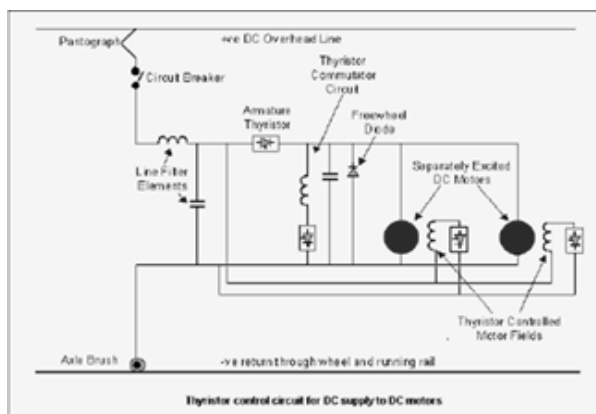 Pantograph
+ve DC Overhead Line
Circuit Breaker
Thyristor
Commutator
Circuit
Armature
Thyristor
Freewheel
Diode
Line Filter
Elements
Separately Excited
DC Motors
Thyristor Controlled
Motor Fields
Axle Brush
-ve return through wheel and running rail
Thyristor control circuit for DC supply to DC motors